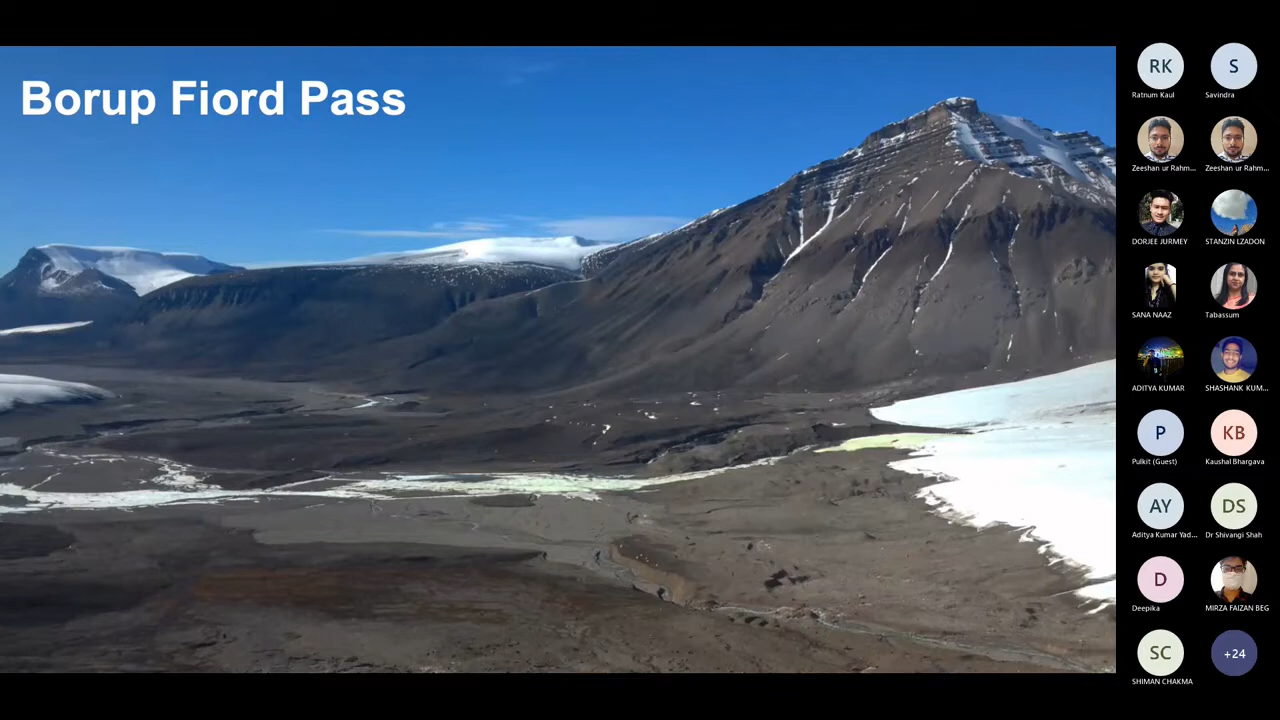 Borup Fiord Pass
RK
S
Ratnum Kaul
Savindra
Zeeshan ur Rahm...
Zeeshan ur Rahm...
DORJEE JURMEY
STANZIN LZADON
SANA NAAZ
Tabassum
ADITYA KUMAR
SHASHANK KUM...
P
KB
Pulkit (Guest)
Kaushal Bhargava
AY
DS
Aditya Kumar Yad...
Dr Shivangi Shah
D
Deepika
MIRZA FAIZAN BEG
SC
+24
SHIMAN CHAKMA